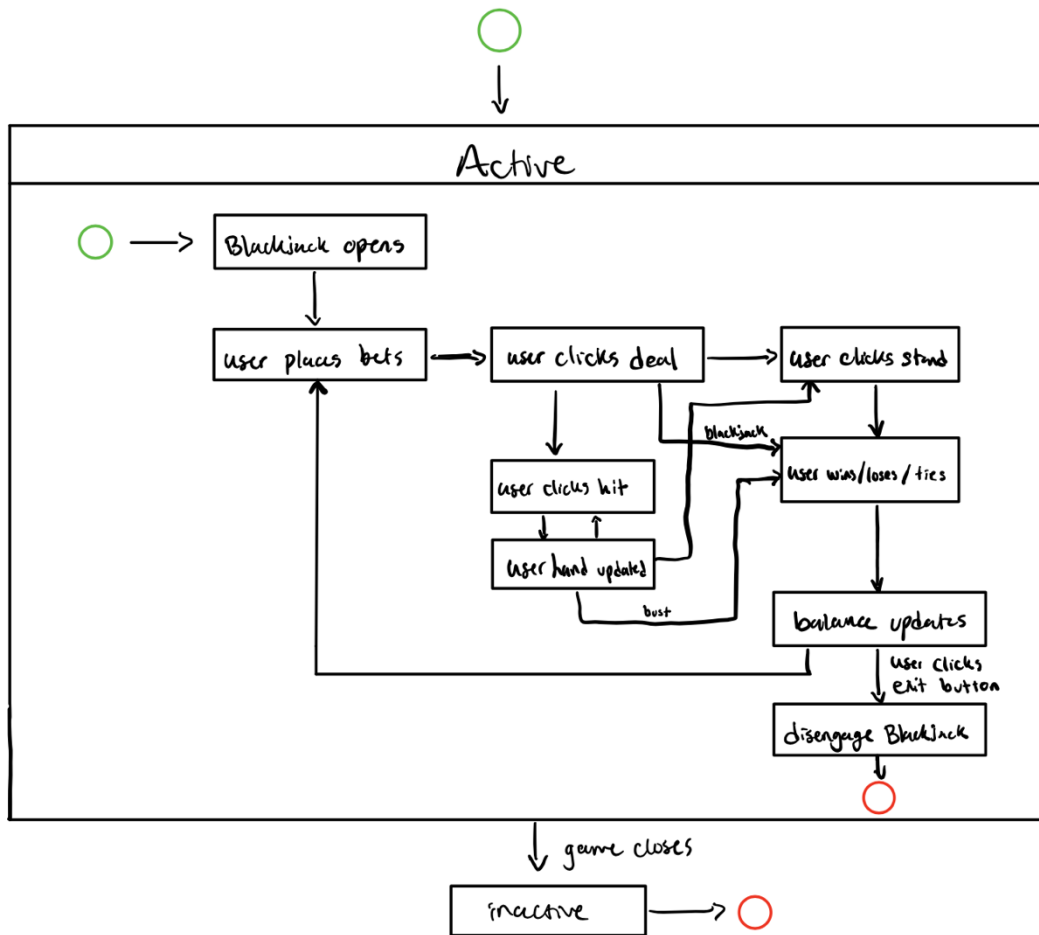 Active
Blackjack opens
user places bets
user clicks deal
user clicks stand
blackjack
user wins/loses/ties
user clicks hit
user hand updated
bust
balance updates
user clicks
exit button
disengage Blackjack
game closes
inactive